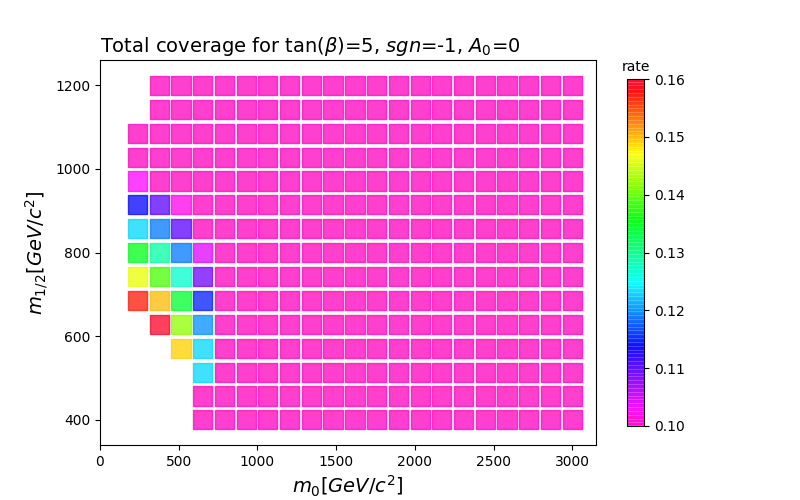 Total coverage for tan(β)=5, sgn=-1, A₀=0
rate
0.16
0.15
0.14
0.13
0.12
0.11
0.10
1200
1000
800
600
400
m₁/₂[GeV/c²]
0 500 1000 1500 2000 2500 3000
m₀[GeV/c²]